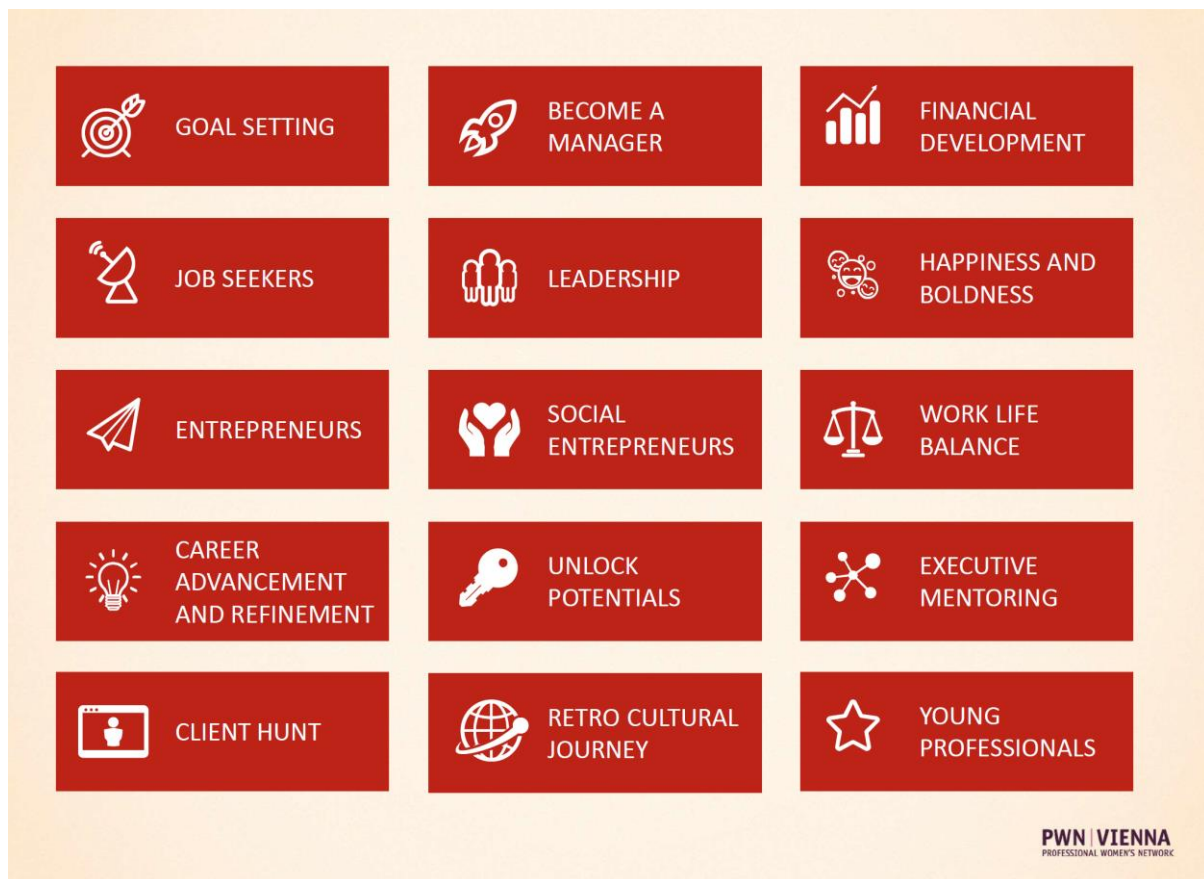 GOAL SETTING
BECOME A
MANAGER
FINANCIAL
DEVELOPMENT
JOB SEEKERS
LEADERSHIP
HAPPINESS AND
BOLDNESS
ENTREPRENEURS
SOCIAL
ENTREPRENEURS
WORK LIFE
BALANCE
CAREER
ADVANCEMENT
AND REFINEMENT
UNLOCK
POTENTIALS
EXECUTIVE
MENTORING
CLIENT HUNT
RETRO CULTURAL
JOURNEY
YOUNG
PROFESSIONALS
PWN | VIENNA
PROFESSIONAL WOMEN'S NETWORK